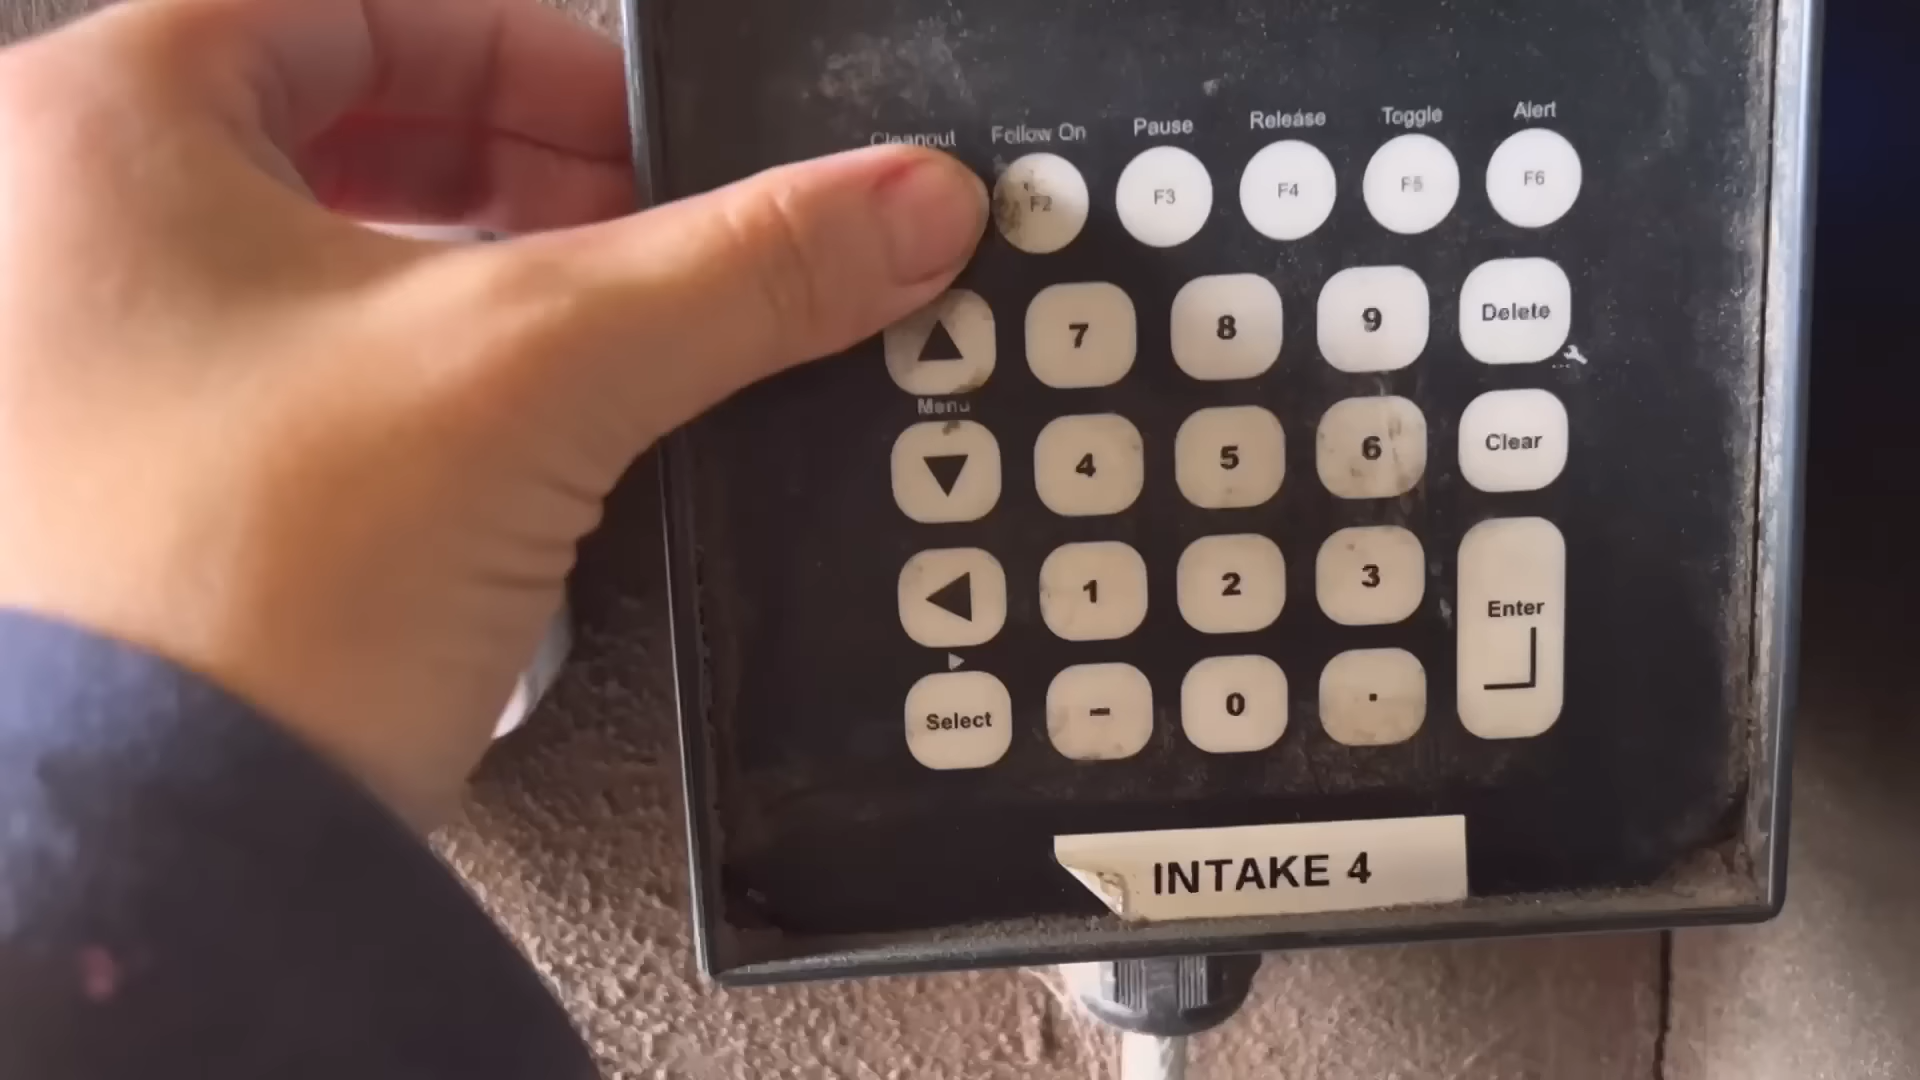 Cleanout Follow On Pause Release Toggle Alert
F2 F3 F4 F5 F6
7 8 9 Delete
Menu
4 5 6 Clear
1 2 3 Enter
Select - 0 .
INTAKE 4